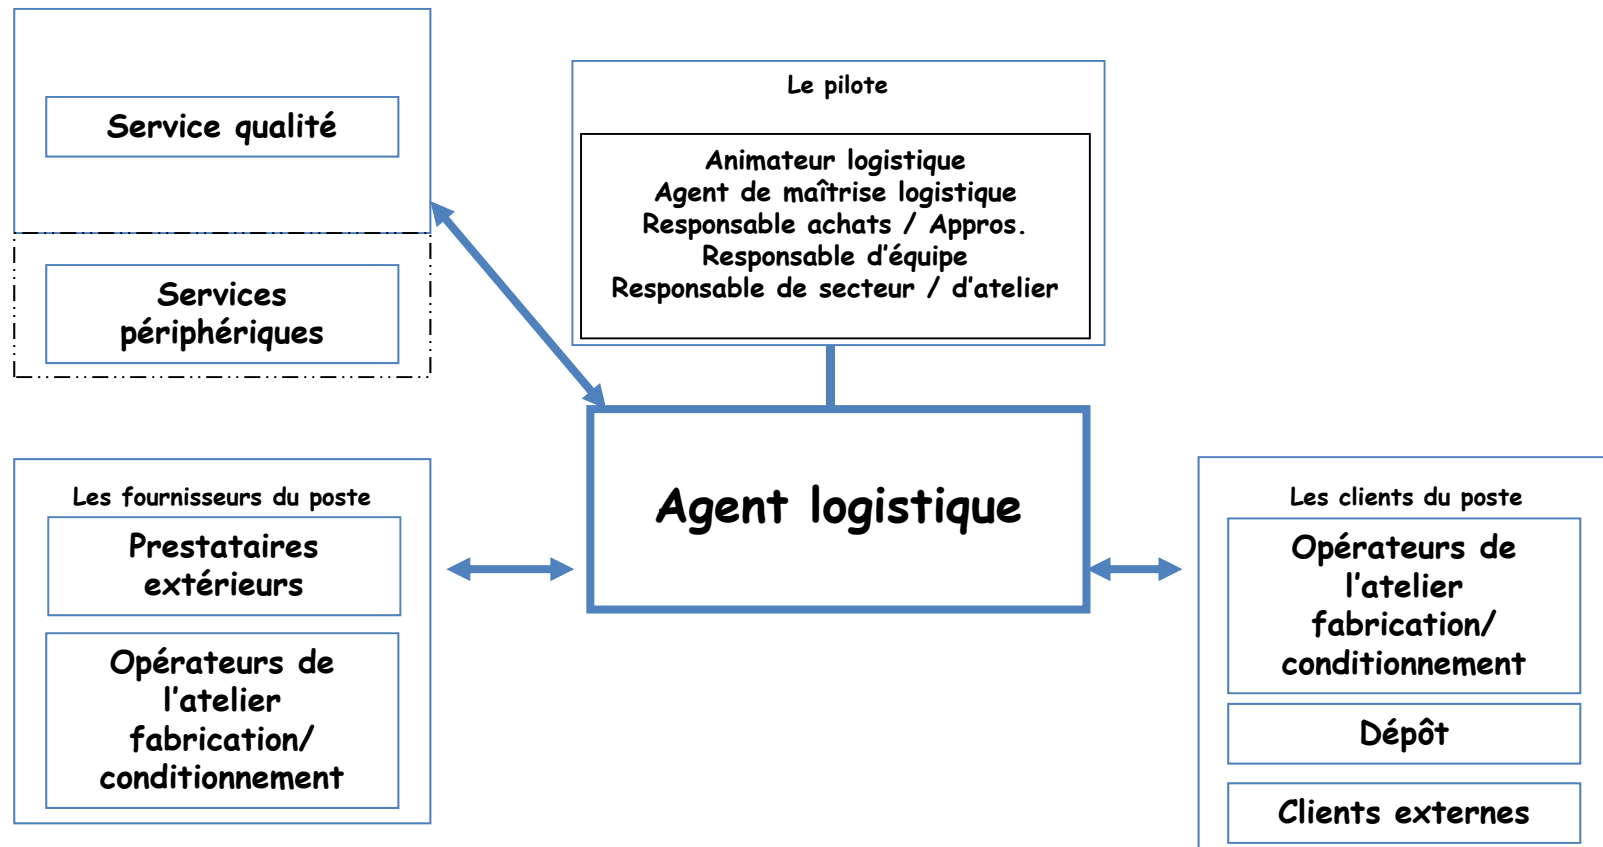 Service qualité
Services
périphériques
Le pilote
Animateur logistique
Agent de maîtrise logistique
Responsable achats / Appros.
Responsable d’équipe
Responsable de secteur / d’atelier
Agent logistique
Les fournisseurs du poste
Prestataires
extérieurs
Opérateurs de
l’atelier
fabrication/
conditionnement
Les clients du poste
Opérateurs de
l’atelier
fabrication/
conditionnement
Dépôt
Clients externes